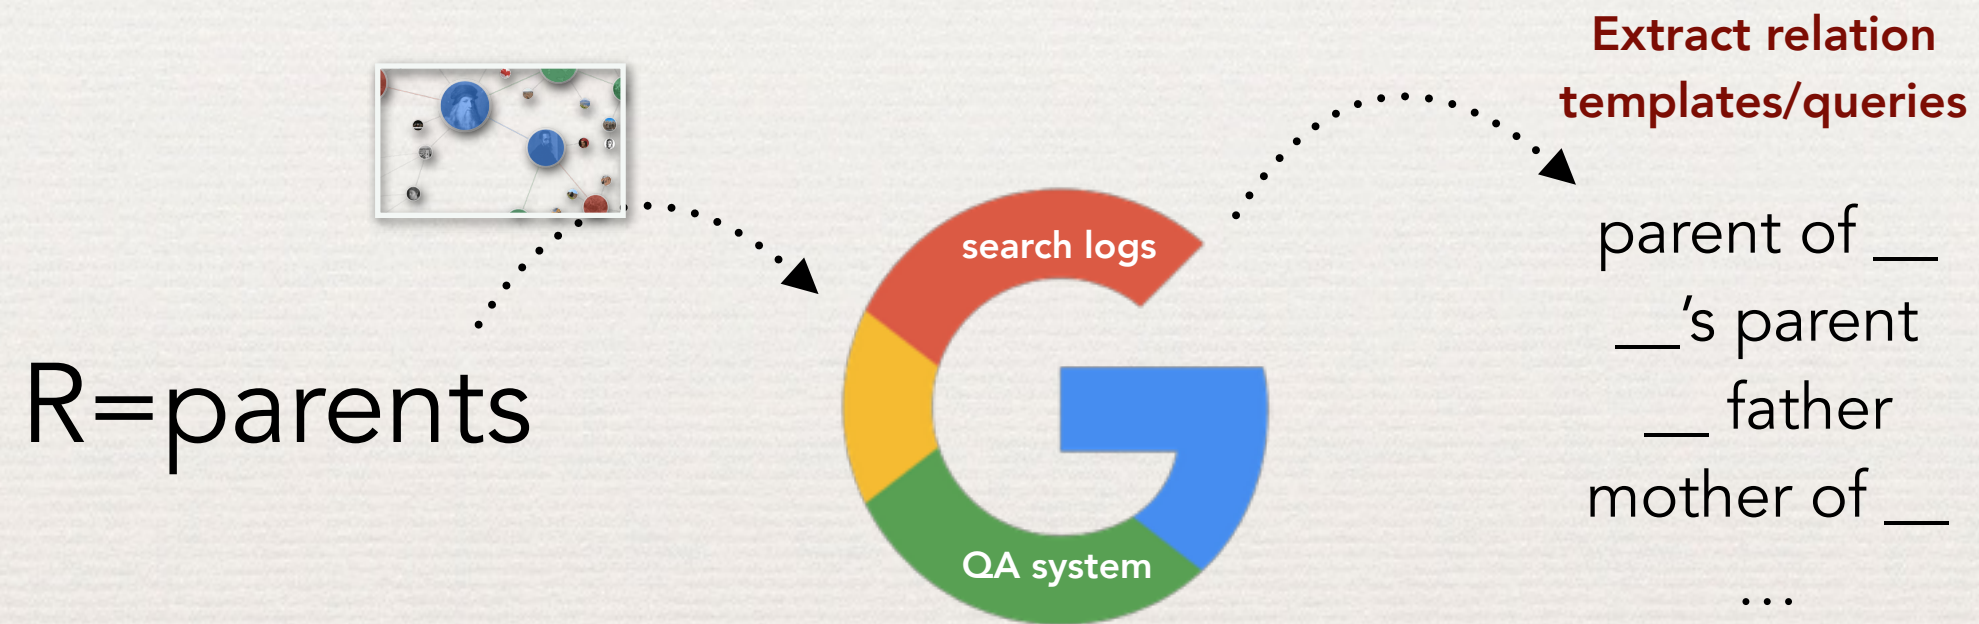 Extract relation
templates/queries
search logs
R=parents
QA system
parent of __
__’s parent
__ father
mother of __
...